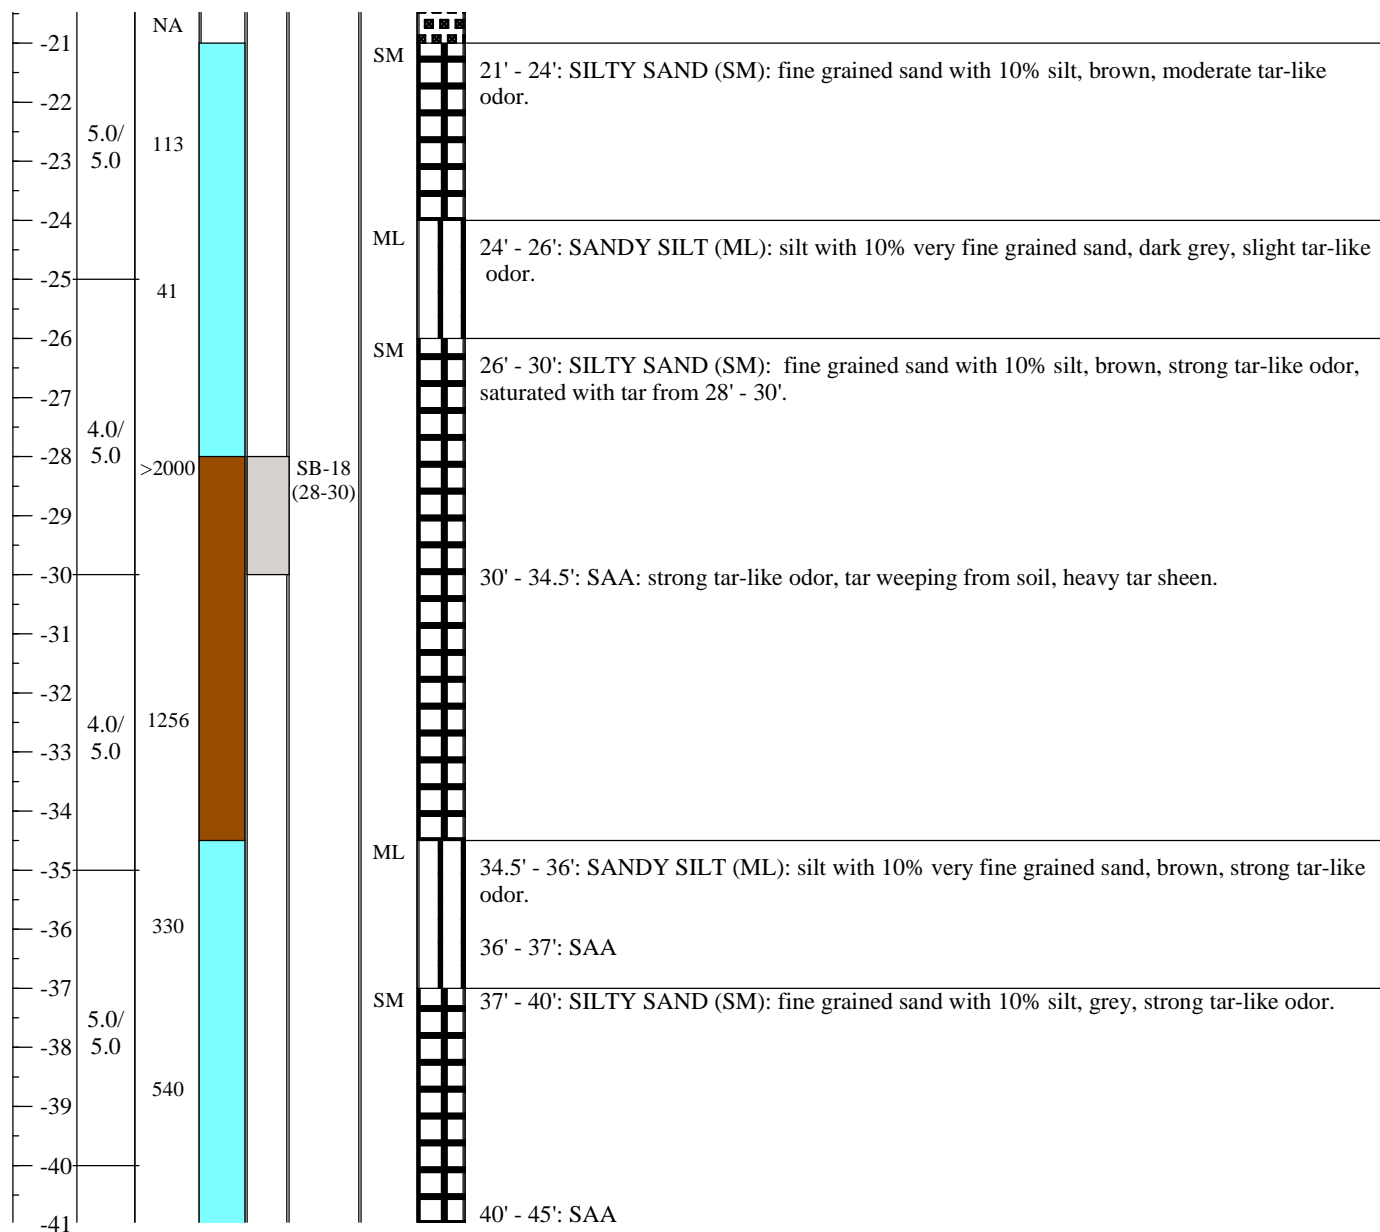 NA
-21
SM
21' - 24': SILTY SAND (SM): fine grained sand with 10% silt, brown, moderate tar-like
odor.
-22
5.0/
5.0
113
-23
-24
ML
24' - 26': SANDY SILT (ML): silt with 10% very fine grained sand, dark grey, slight tar-like
odor.
-25
41
-26
SM
26' - 30': SILTY SAND (SM): fine grained sand with 10% silt, brown, strong tar-like odor,
saturated with tar from 28' - 30'.
-27
4.0/
5.0
-28
>2000
SB-18
(28-30)
-29
-30
30' - 34.5': SAA: strong tar-like odor, tar weeping from soil, heavy tar sheen.
-31
-32
4.0/
5.0
1256
-33
-34
ML
34.5' - 36': SANDY SILT (ML): silt with 10% very fine grained sand, brown, strong tar-like
odor.
-35
-36
330
36' - 37': SAA
-37
SM
37' - 40': SILTY SAND (SM): fine grained sand with 10% silt, grey, strong tar-like odor.
5.0/
5.0
-38
540
-39
-40
40' - 45': SAA
-41